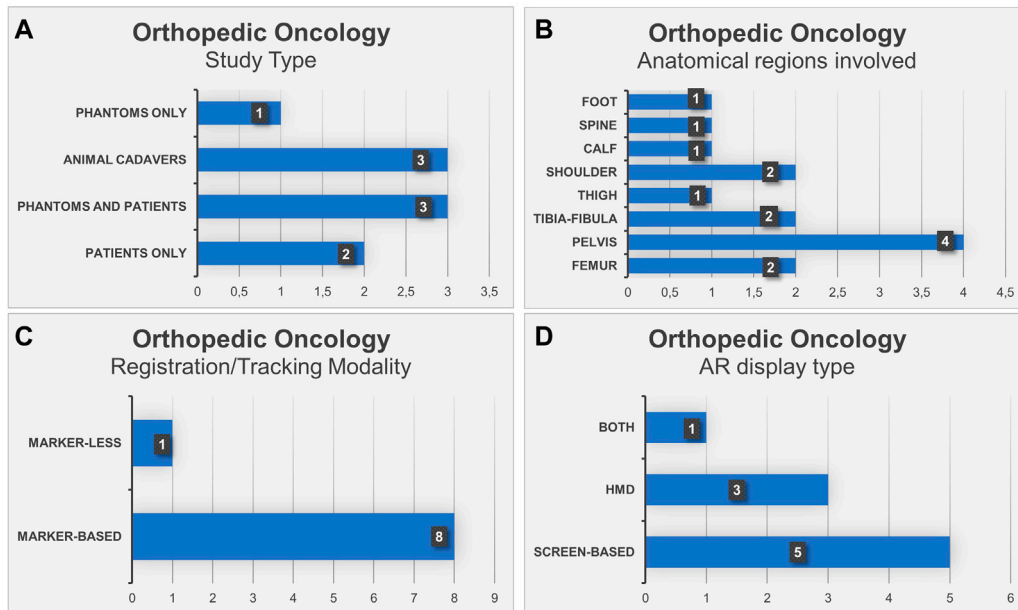 A
Orthopedic Oncology
Study Type
PHANTOMS ONLY
1
ANIMAL CADAVERS
3
PHANTOMS AND PATIENTS
3
PATIENTS ONLY
2
0 0,5 1 1,5 2 2,5 3 3,5
B
Orthopedic Oncology
Anatomical regions involved
FOOT
1
SPINE
1
CALF
1
SHOULDER
2
THIGH
1
TIBIA-FIBULA
2
PELVIS
4
FEMUR
2
0 0,5 1 1,5 2 2,5 3 3,5 4 4,5
C
Orthopedic Oncology
Registration/Tracking Modality
MARKER-LESS
1
MARKER-BASED
8
0 1 2 3 4 5 6 7 8 9
D
Orthopedic Oncology
AR display type
BOTH
1
HMD
3
SCREEN-BASED
5
0 1 2 3 4 5 6